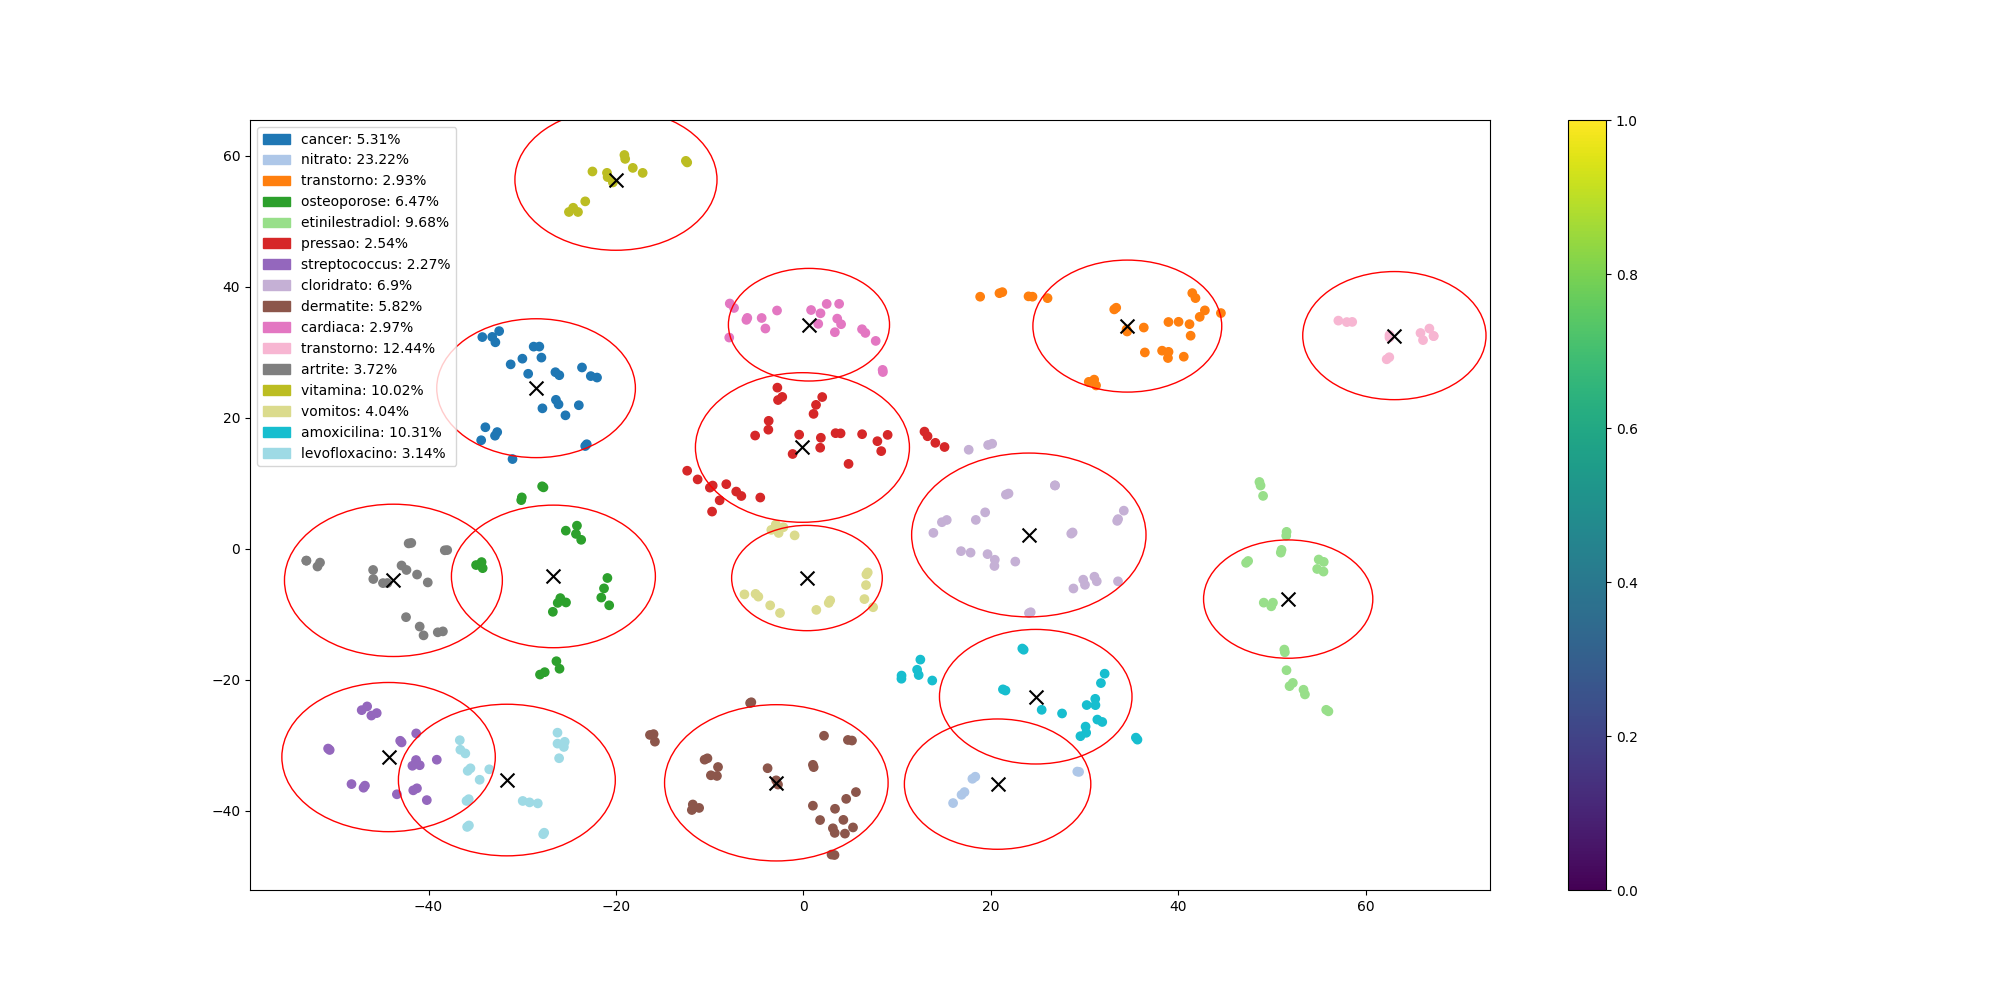 cancer: 5.31%
nitrato: 23.22%
transtorno: 2.93%
osteoporose: 6.47%
etinilestradiol: 9.68%
pressao: 2.54%
streptococcus: 2.27%
cloridrato: 6.9%
dermatite: 5.82%
cardiaca: 2.97%
transtorno: 12.44%
artrite: 3.72%
vitamina: 10.02%
vomitos: 4.04%
amoxicilina: 10.31%
levofloxacino: 3.14%
60
40
20
0
−20
−40
−40 −20 0 20 40 60
1.0
0.8
0.6
0.4
0.2
0.0